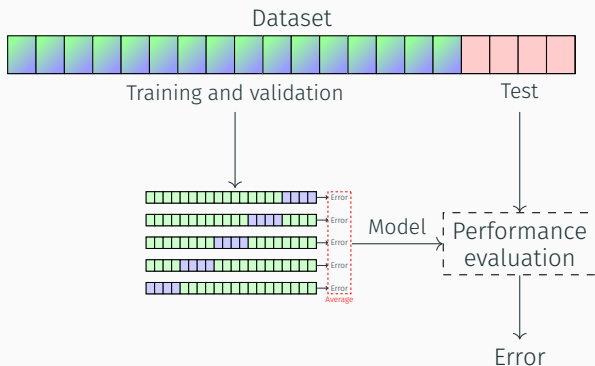 Dataset
Training and validation
Test
Error
Error
Error
Error
Error
Average
Model
Performance
evaluation
Error